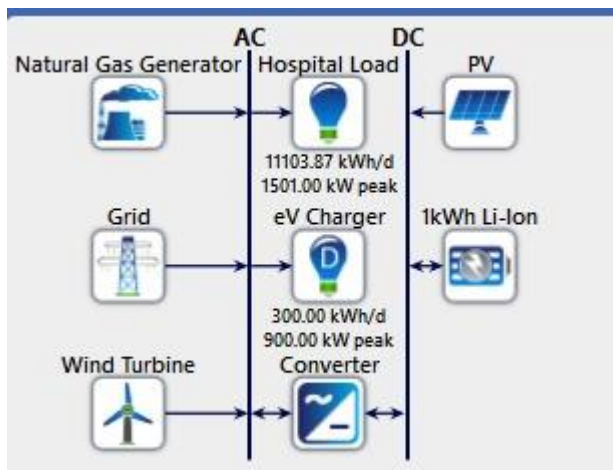 AC DC
Natural Gas Generator Hospital Load PV
11103.87 kWh/d
1501.00 kW peak
Grid eV Charger 1kWh Li-Ion
D
300.00 kWh/d
900.00 kW peak
Wind Turbine Converter